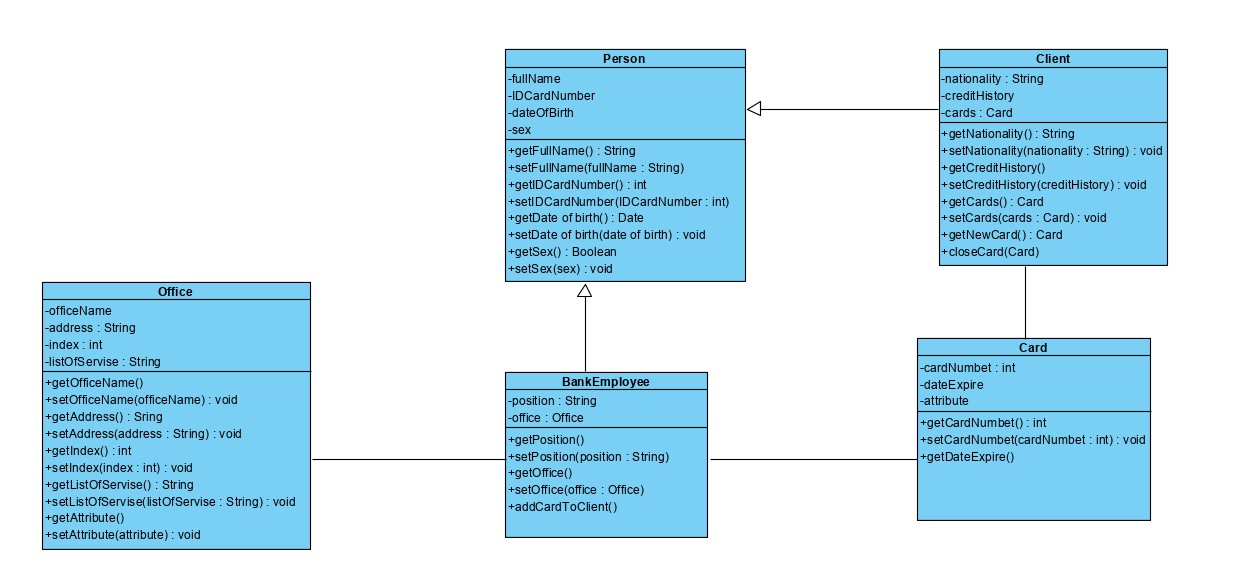 Person
-fullName
-IDCardNumber
-dateOfBirth
-sex
+getFullName() : String
+setFullName(fullName : String)
+getIDCardNumber() : int
+setIDCardNumber(IDCardNumber : int)
+getDate of birth() : Date
+setDate of birth(date of birth) : void
+getSex() : Boolean
+setSex(sex) : void
Client
-nationality : String
-creditHistory
-cards : Card
+getNationality() : String
+setNationality(nationality : String) : void
+getCreditHistory()
+setCreditHistory(creditHistory) : void
+getCards() : Card
+setCards(cards : Card) : void
+getNewCard() : Card
+closeCard(Card)
Office
-officeName
-address : String
-index : int
-listOfServise : String
+getOfficeName()
+setOfficeName(officeName) : void
+getAddress() : Sring
+setAddress(address : String) : void
+getIndex() : int
+setIndex(index : int) : void
+getListOfServise() : String
+setListOfServise(listOfServise : String) : void
+getAttribute()
+setAttribute(attribute) : void
BankEmployee
-position : String
-office : Office
+getPosition()
+setPosition(position : String)
+getOffice()
+setOffice(office : Office)
+addCardToClient()
Card
-cardNumbet : int
-dateExpire
-attribute
+getCardNumbet() : int
+setCardNumbet(cardNumbet : int) : void
+getDateExpire()